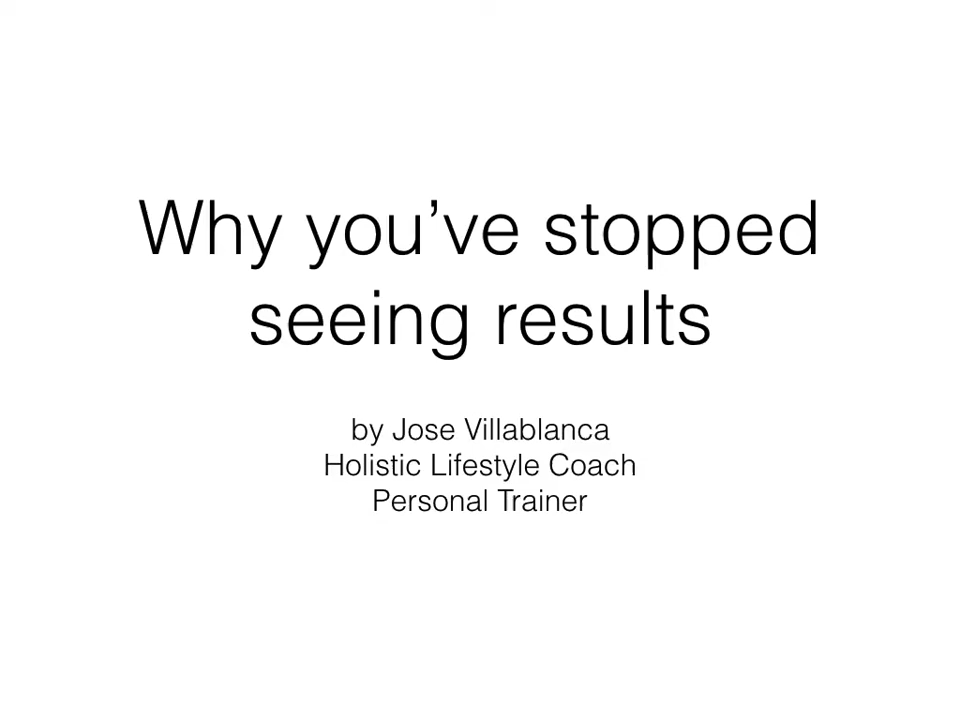 Why you’ve stopped
seeing results
by Jose Villablanca
Holistic Lifestyle Coach
Personal Trainer